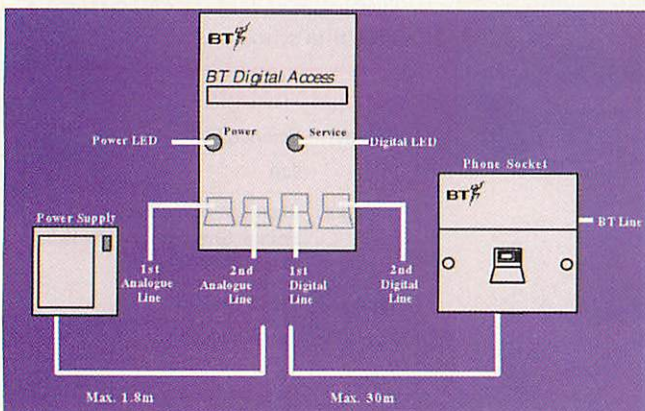 BT
BT Digital Access
Power
Service
Power LED
Digital LED
Phone Socket
BT
BT Line
Power Supply
1st
Analogue
Line
2nd
Analogue
Line
1st
Digital
Line
2nd
Digital
Line
Max. 1.8m
Max. 30m